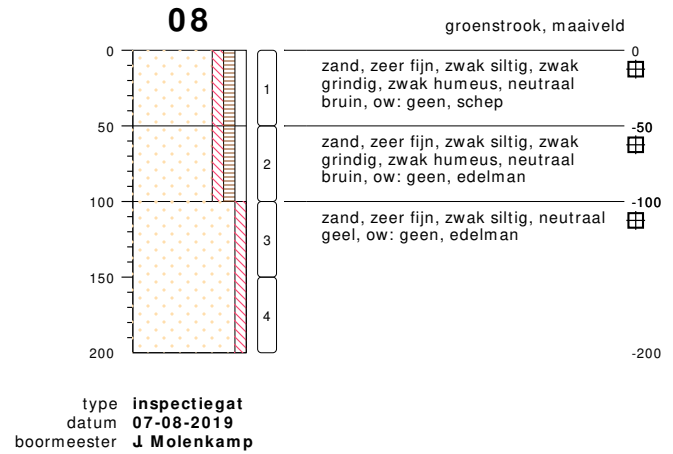 08
groenstrook, maaiveld
0
0
zand, zeer fijn, zwak siltig, zwak
grindig, zwak humeus, neutraal
bruin, ow: geen, schep
1
50
-50
zand, zeer fijn, zwak siltig, zwak
grindig, zwak humeus, neutraal
bruin, ow: geen, edelman
2
100
-100
zand, zeer fijn, zwak siltig, neutraal
geel, ow: geen, edelman
3
150
4
200
-200
type inspectiegat
datum 07-08-2019
boormeester J. Molenkamp